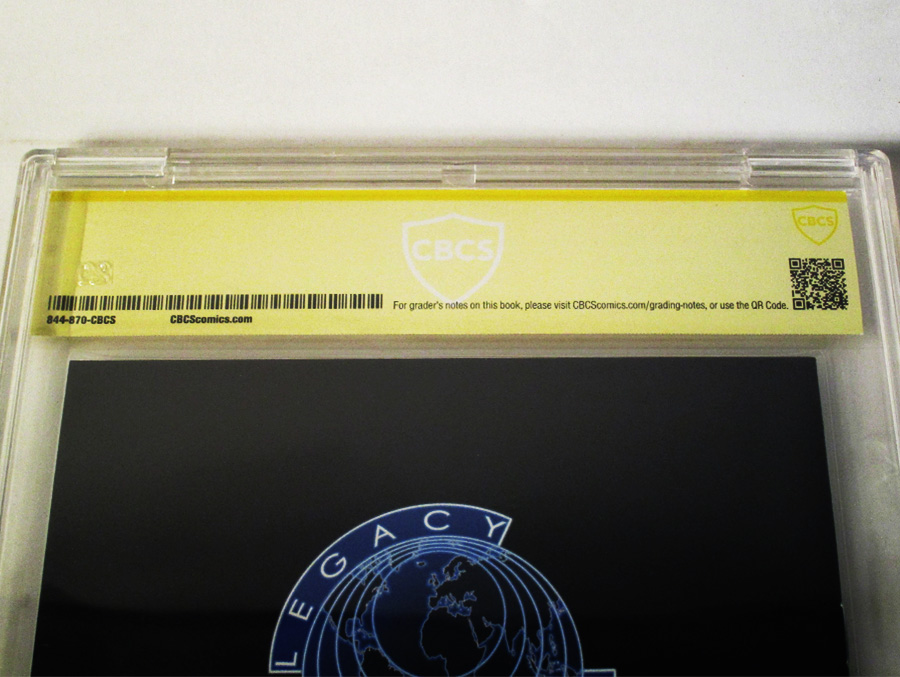 CBCS
CBCS
For grader's notes on this book, please visit CBCScomics.com/grading-notes, or use the QR Code.
844-870-CBCS
CBCScomics.com
LEGACY